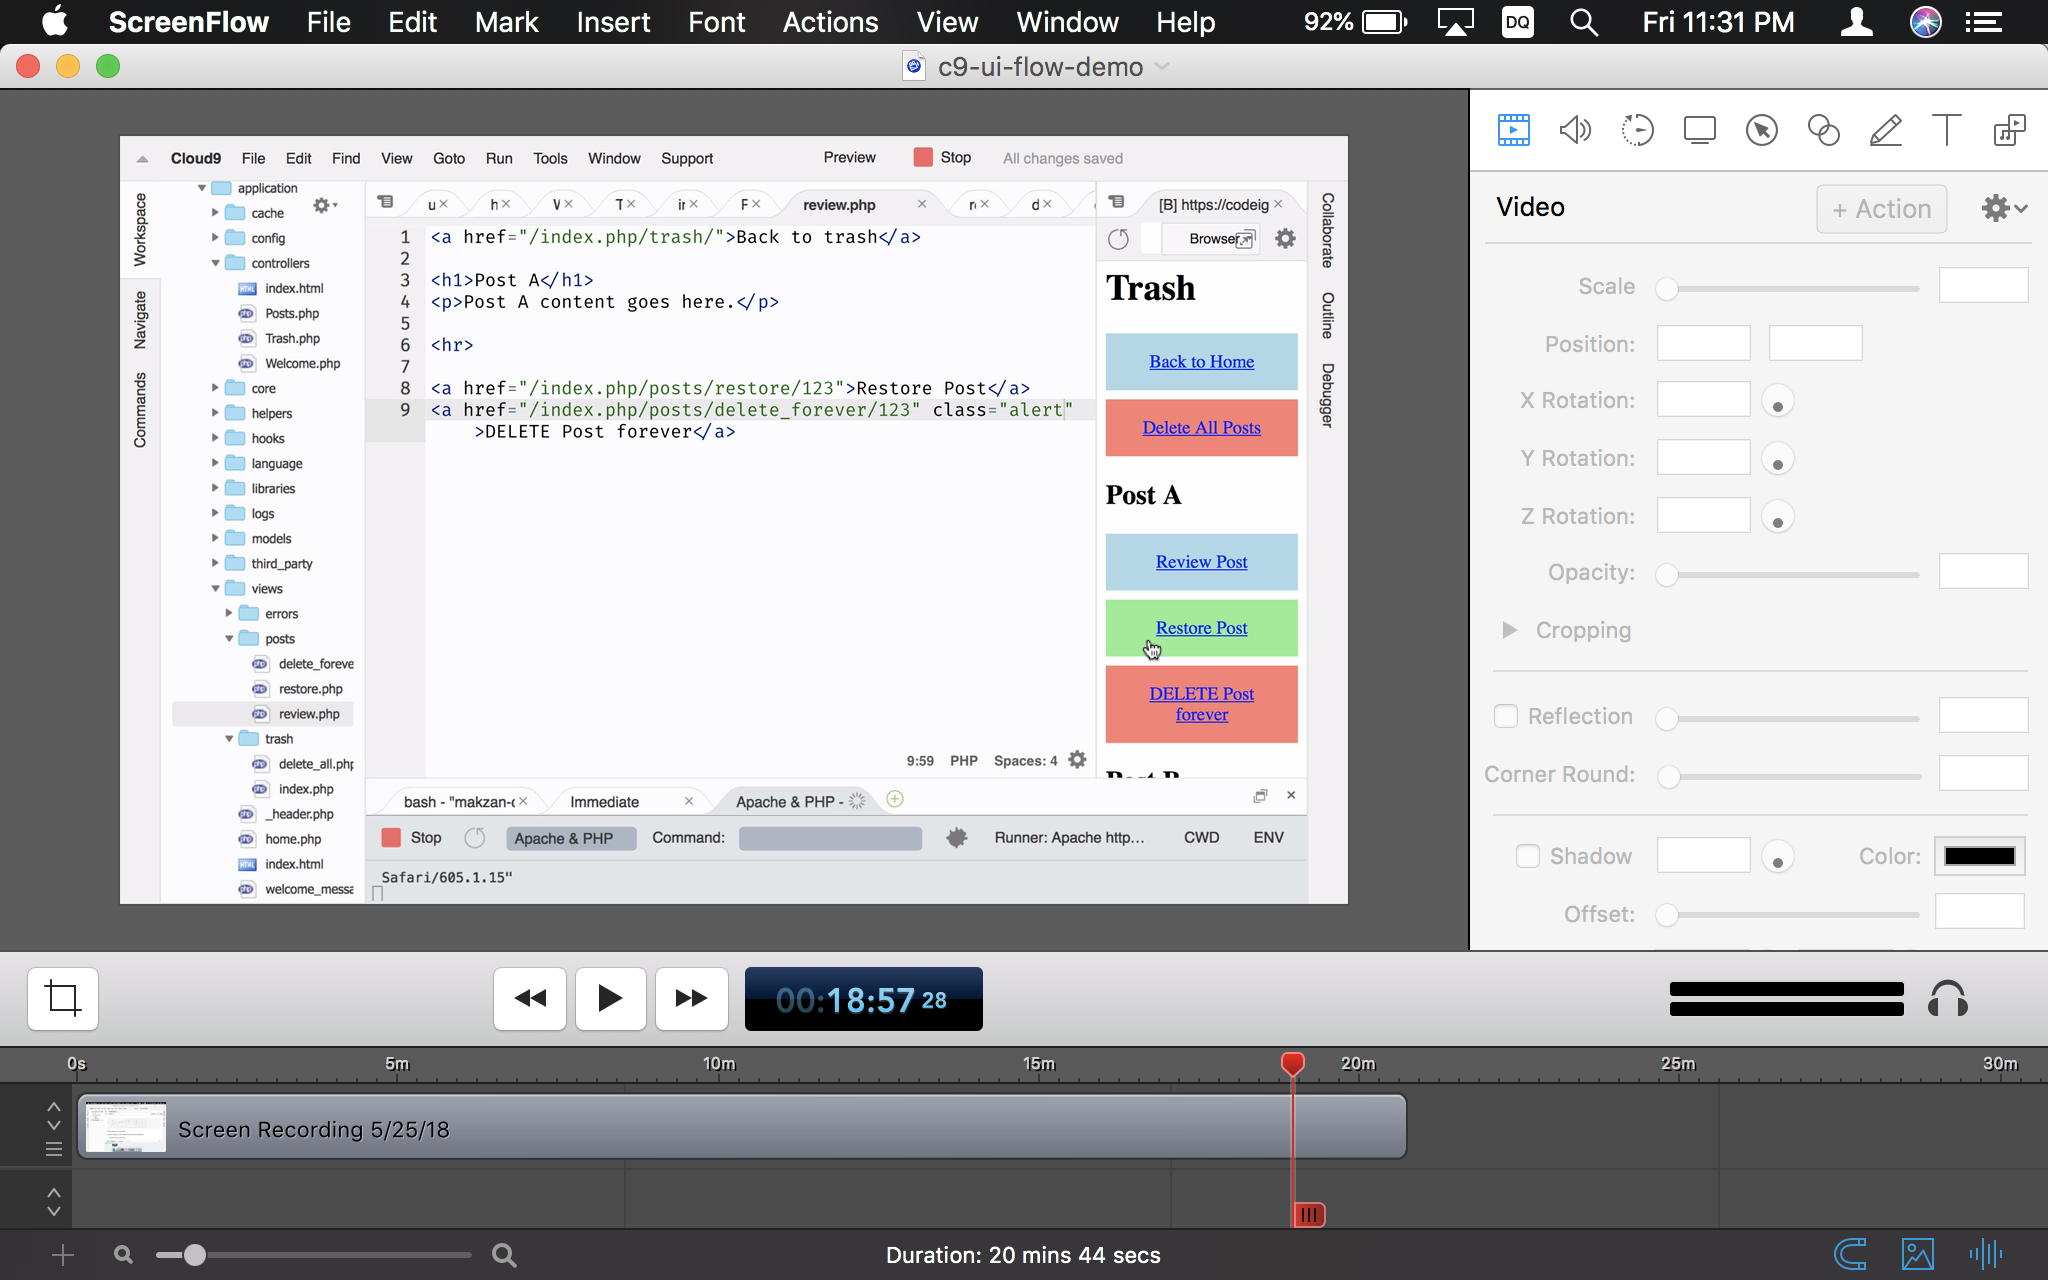 ScreenFlow File Edit Mark Insert Font Actions View Window Help 92% DQ Fri 11:31 PM
c9-ui-flow-demo
Cloud9 File Edit Find View Goto Run Tools Window Support Preview Stop All changes saved
Workspace
Navigate
Commands
application
cache
config
controllers
index.html
Posts.php
Trash.php
Welcome.php
core
helpers
hooks
language
libraries
logs
models
third_party
views
errors
posts
delete_foreve
restore.php
review.php
trash
delete_all.php
index.php
_header.php
home.php
index.html
welcome_messa
review.php
1 <a href="/index.php/trash/">Back to trash</a>
2
3 <h1>Post A</h1>
4 <p>Post A content goes here.</p>
5
6 <hr>
7
8 <a href="/index.php/posts/restore/123">Restore Post</a>
9 <a href="/index.php/posts/delete_forever/123" class="alert"
>DELETE Post forever</a>
9:59 PHP Spaces: 4
[B] https://codeig
Browser
Trash
Back to Home
Delete All Posts
Post A
Review Post
Restore Post
DELETE Post
forever
Post B
Collaborate
Outline
Debugger
bash - "makzan-c Immediate Apache & PHP -
Stop Apache & PHP Command: Runner: Apache http... CWD ENV
Safari/605.1.15"
Video + Action
Scale
Position:
X Rotation:
Y Rotation:
Z Rotation:
Opacity:
Cropping
Reflection
Corner Round:
Shadow Color:
Offset:
00:18:57 28
0s 5m 10m 15m 20m 25m 30m
Screen Recording 5/25/18
Duration: 20 mins 44 secs